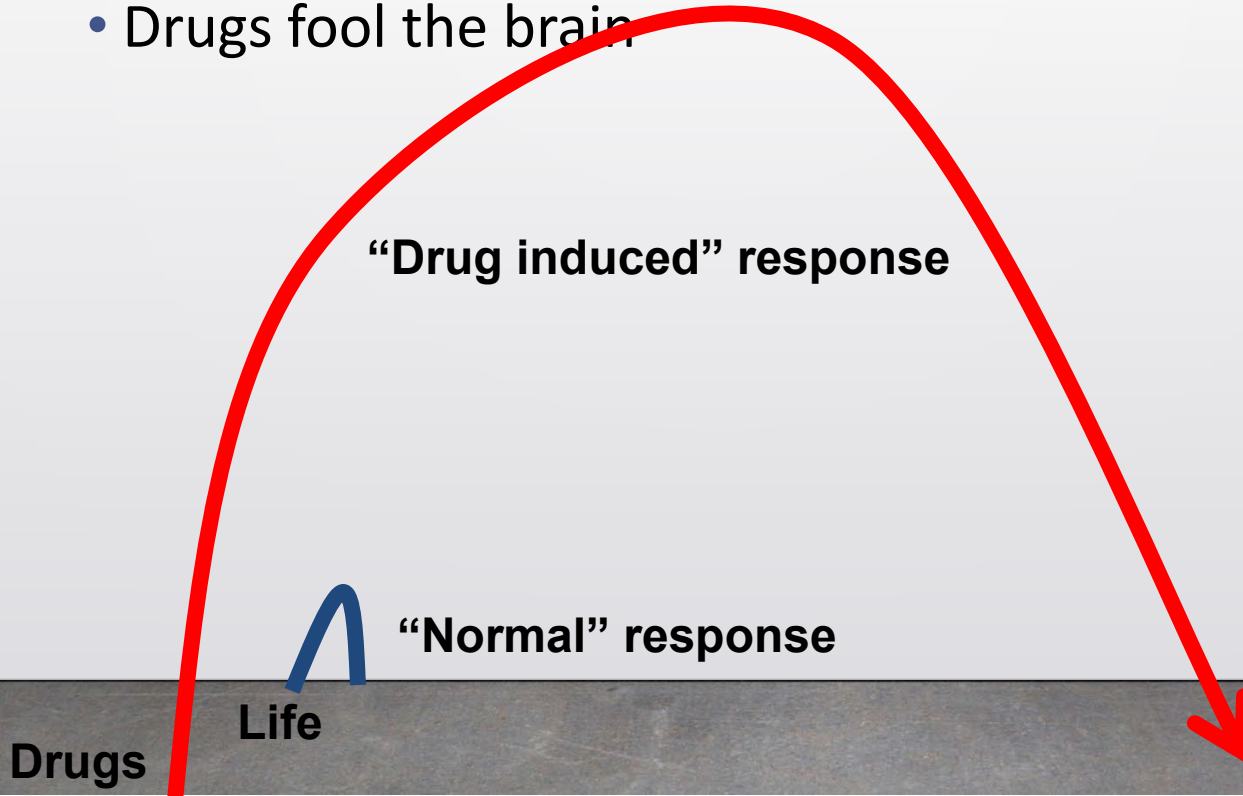 • Drugs fool the brain
“Drug induced” response
“Normal” response
Life
Drugs